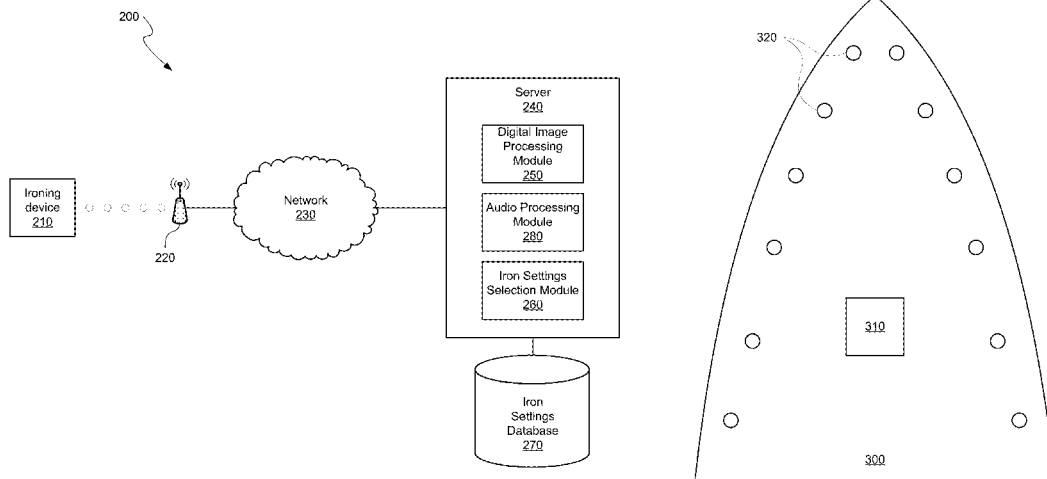 200
Ironing
device
210
220
Network
230
Server
240
Digital Image
Processing
Module
250
Audio Processing
Module
280
Iron Settings
Selection Module
260
Iron
Settings
Database
270
320
310
300